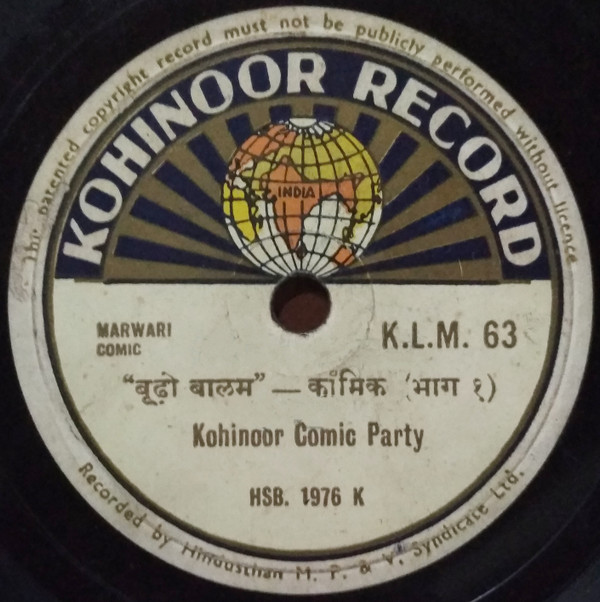 This patented copyright record must not be publicly performed without licence
KOHINOOR RECORD
INDIA
MARWARI
COMIC
K.L.M. 63
“बूढ़ो बालम” — कॉमिक (भाग १)
Kohinoor Comic Party
HSB. 1976 K
Recorded by Hindusthan M. P. & V. Syndicate Ltd.